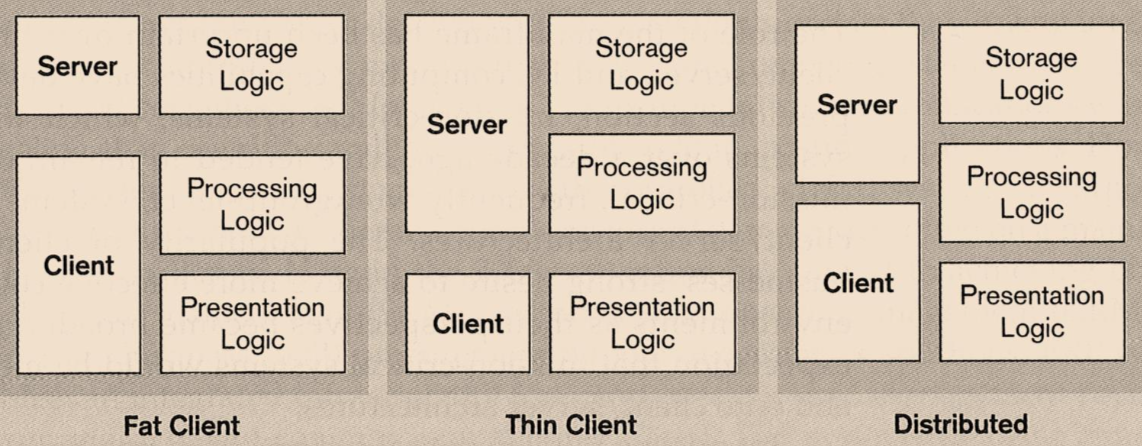 Server
Storage
Logic
Client
Processing
Logic
Presentation
Logic
Fat Client
Server
Storage
Logic
Processing
Logic
Client
Presentation
Logic
Thin Client
Server
Storage
Logic
Processing
Logic
Client
Presentation
Logic
Distributed